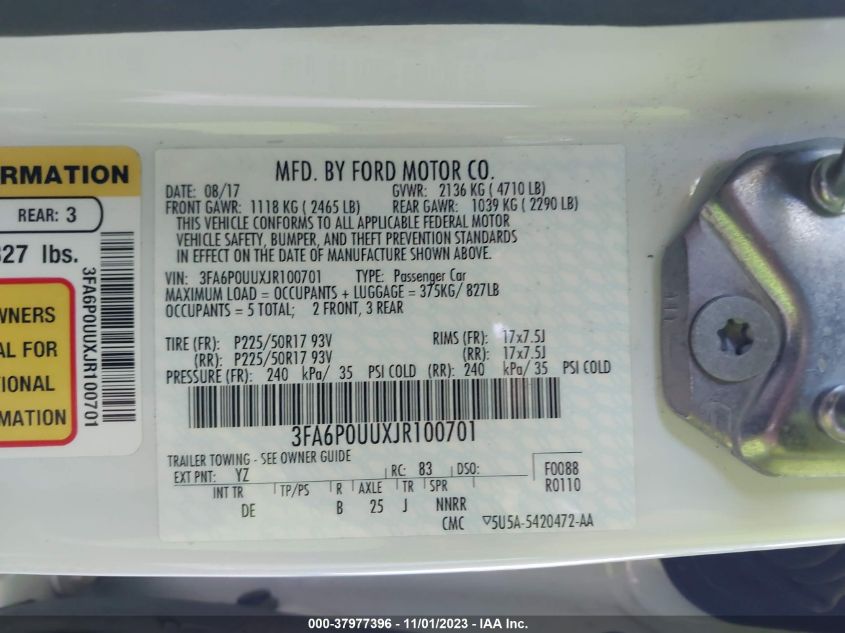 RMATION
REAR: 3
827 lbs.
WNERS
AL FOR
TIONAL
RMATION
3FA6P0UUXJR100701
MFD. BY FORD MOTOR CO.
DATE: 08/17 GVWR: 2136 KG ( 4710 LB)
FRONT GAWR: 1118 KG ( 2465 LB) REAR GAWR: 1039 KG ( 2290 LB)
THIS VEHICLE CONFORMS TO ALL APPLICABLE FEDERAL MOTOR
VEHICLE SAFETY, BUMPER, AND THEFT PREVENTION STANDARDS
IN EFFECT ON THE DATE OF MANUFACTURE SHOWN ABOVE.
VIN: 3FA6P0UUXJR100701 TYPE: Passenger Car
MAXIMUM LOAD = OCCUPANTS + LUGGAGE = 375KG/ 827LB
OCCUPANTS = 5 TOTAL; 2 FRONT, 3 REAR
TIRE (FR): P225/50R17 93V RIMS (FR): 17x7.5J
(RR): P225/50R17 93V (RR): 17x7.5J
PRESSURE (FR): 240 kPa/ 35 PSI COLD (RR): 240 kPa/ 35 PSI COLD
3FA6P0UUXJR100701
TRAILER TOWING - SEE OWNER GUIDE
EXT PNT: YZ RC: 83 DSO: F0088
R0110
INT TR TP/PS R AXLE TR SPR
DE B 25 J NNRR
CMC ▽5U5A-5420472-AA
000-37977396 - 11/01/2023 - IAA Inc.